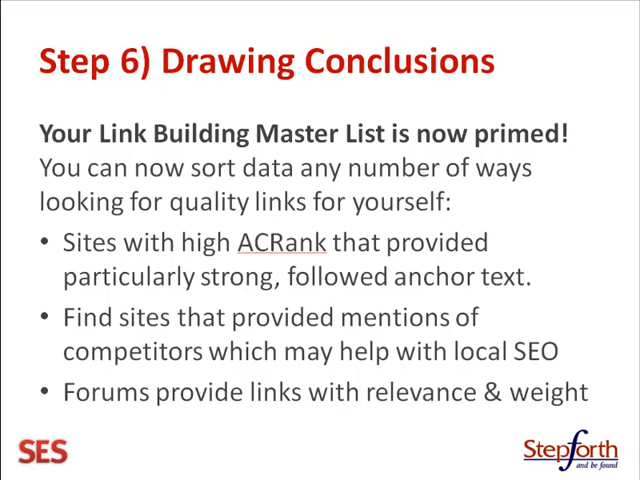 Step 6) Drawing Conclusions
Your Link Building Master List is now primed!
You can now sort data any number of ways
looking for quality links for yourself:
• Sites with high ACRank that provided
particularly strong, followed anchor text.
• Find sites that provided mentions of
competitors which may help with local SEO
• Forums provide links with relevance & weight
SES
Stepforth
and be found